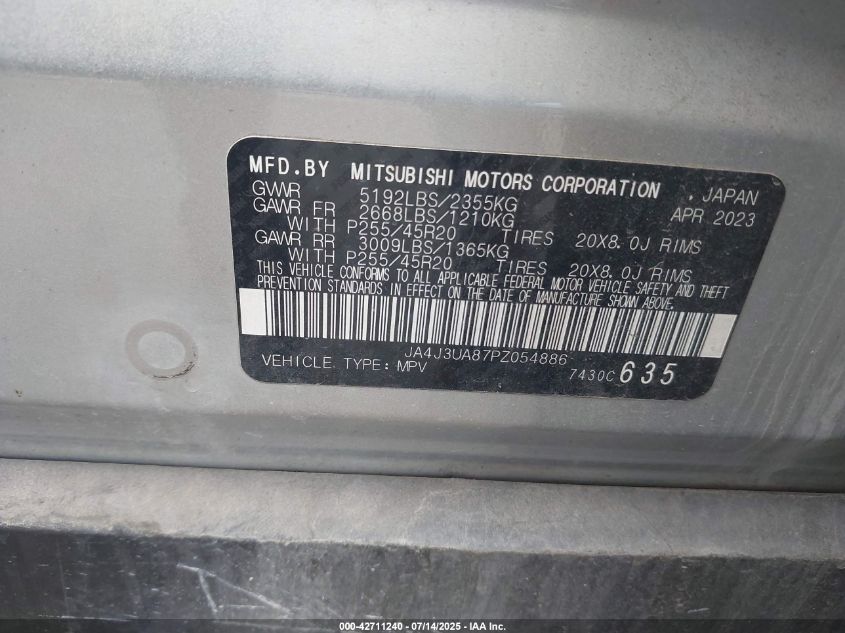 MFD.BY MITSUBISHI MOTORS CORPORATION , JAPAN
GVWR 5192LBS/2355KG APR 2023
GAWR FR 2668LBS/1210KG
WITH P255/45R20 TIRES 20X8.0J RIMS
GAWR RR 3009LBS/1365KG
WITH P255/45R20 TIRES 20X8.0J RIMS
THIS VEHICLE CONFORMS TO ALL APPLICABLE FEDERAL MOTOR VEHICLE SAFETY AND THEFT
PREVENTION STANDARDS IN EFFECT ON THE DATE OF MANUFACTURE SHOWN ABOVE.
JA4J3UA87PZ054886
VEHICLE TYPE: MPV 7430C 635
000-42711240 | 07/14/2025 - IAA Inc.